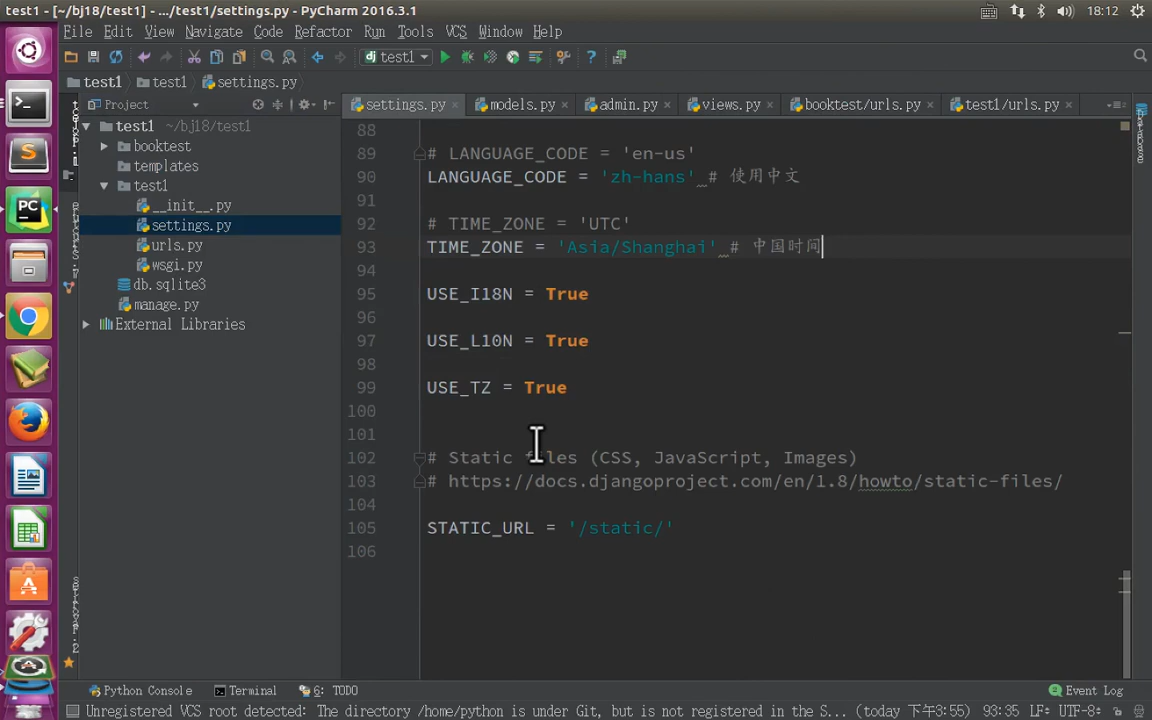 test1 - [~/bj18/test1] - .../test1/settings.py - PyCharm 2016.3.1
18:12
File Edit View Navigate Code Refactor Run Tools VCS Window Help
test1
test1 test1 settings.py
Project
settings.py models.py admin.py views.py booktest/urls.py test1/urls.py
test1 ~/bj18/test1
booktest
templates
test1
__init__.py
settings.py
urls.py
wsgi.py
db.sqlite3
manage.py
External Libraries
88
89 # LANGUAGE_CODE = 'en-us'
90 LANGUAGE_CODE = 'zh-hans' # 使用中文
91
92 # TIME_ZONE = 'UTC'
93 TIME_ZONE = 'Asia/Shanghai' # 中国时间
94
95 USE_I18N = True
96
97 USE_L10N = True
98
99 USE_TZ = True
100
101
102 # Static files (CSS, JavaScript, Images)
103 # https://docs.djangoproject.com/en/1.8/howto/static-files/
104
105 STATIC_URL = '/static/'
106
Python Console Terminal 6: TODO Event Log
Unregistered VCS root detected: The directory /home/python is under Git, but is not registered in the S... (today 下午3:55) 93:35 LF÷ UTF-8÷